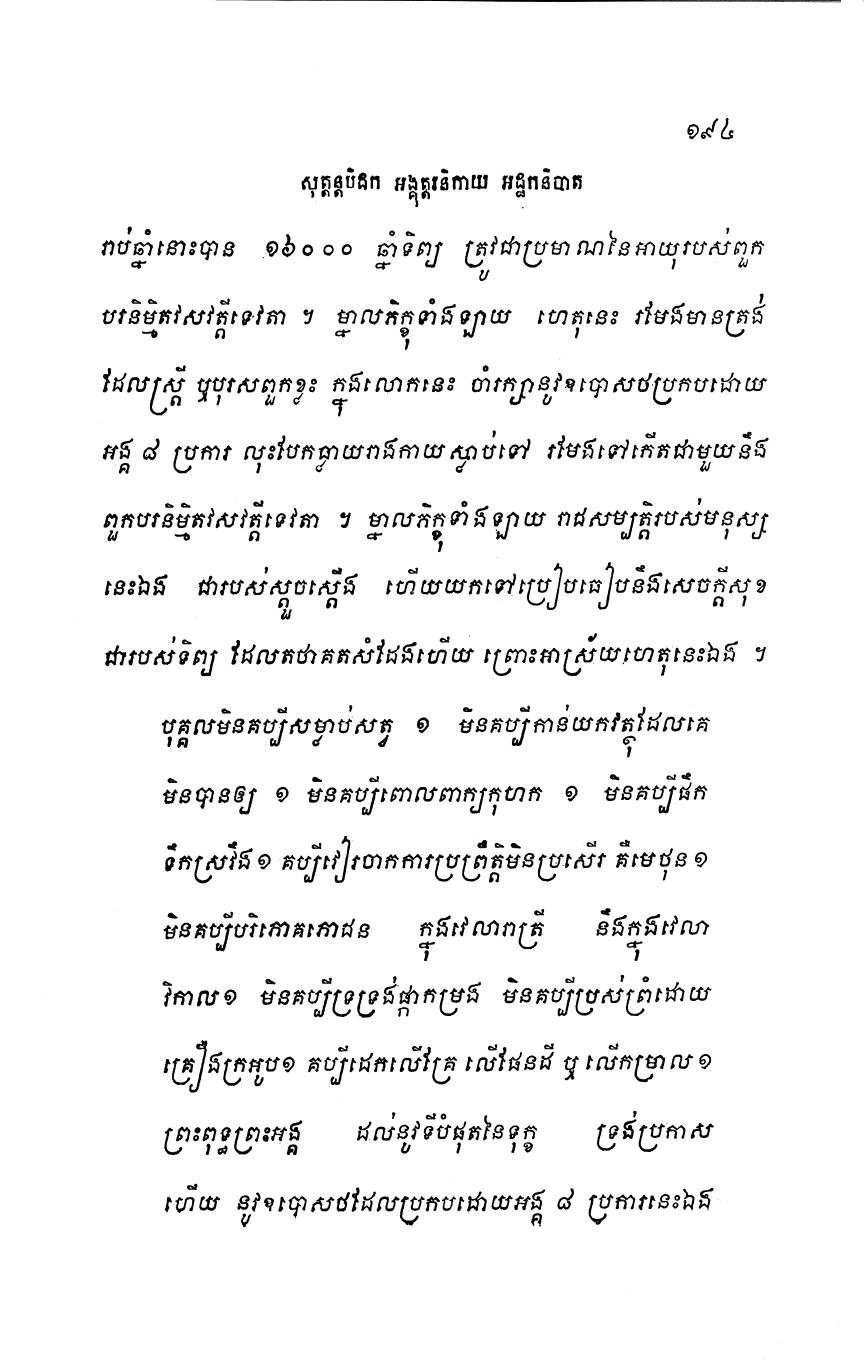 ១៩៤
សុត្តន្តបិដក អង្គុត្តរនិកាយ អដ្ឋកនិបាត
រាប់ឆ្នាំនោះបាន ១៦០០០ ឆ្នាំទិព្យ ត្រូវជាប្រមាណនៃអាយុរបស់ពួក
បរនិម្មិតវសវត្តីទេវតា ។ ម្នាលភិក្ខុទាំងឡាយ ហេតុនេះ រមែងមានត្រង់
ដែលស្ត្រី ឬបុរសពួកខ្លះ ក្នុងលោកនេះ ចាំរក្សានូវឧបោសថប្រកបដោយ
អង្គ ៨ ប្រការ លុះបែកធ្លាយរាងកាយស្លាប់ទៅ រមែងទៅកើតជាមួយនឹង
ពួកបរនិម្មិតវសវត្តីទេវតា ។ ម្នាលភិក្ខុទាំងឡាយ រាជសម្បត្តិរបស់មនុស្ស
នេះឯង ជារបស់ស្តួចស្តើង ហើយយកទៅប្រៀបធៀបនឹងសេចក្តីសុខ
ជារបស់ទិព្យ ដែលតថាគតសំដែងហើយ ព្រោះអាស្រ័យហេតុនេះឯង ។
បុគ្គលមិនគប្បីសម្លាប់សត្វ ១ មិនគប្បីកាន់យកវត្ថុដែលគេ
មិនបានឲ្យ ១ មិនគប្បីពោលពាក្យកុហក ១ មិនគប្បីផឹក
ទឹកស្រវឹង ១ គប្បីវៀរចាកការប្រព្រឹត្តិមិនប្រសើរ គឺមេថុន ១
មិនគប្បីបរិភោគភោជន ក្នុងវេលារាត្រី នឹងក្នុងវេលា
វិកាល ១ មិនគប្បីទ្រទ្រង់ផ្កាកម្រង មិនគប្បីប្រស់ព្រំដោយ
គ្រឿងក្រអូប ១ គប្បីដេកលើគ្រែ លើផែនដី ឬ លើកម្រាល ១
ព្រះពុទ្ធព្រះអង្គ ដល់នូវទីបំផុតនៃទុក្ខ ទ្រង់ប្រកាស
ហើយ នូវឧបោសថដែលប្រកបដោយអង្គ ៨ ប្រការនេះឯង